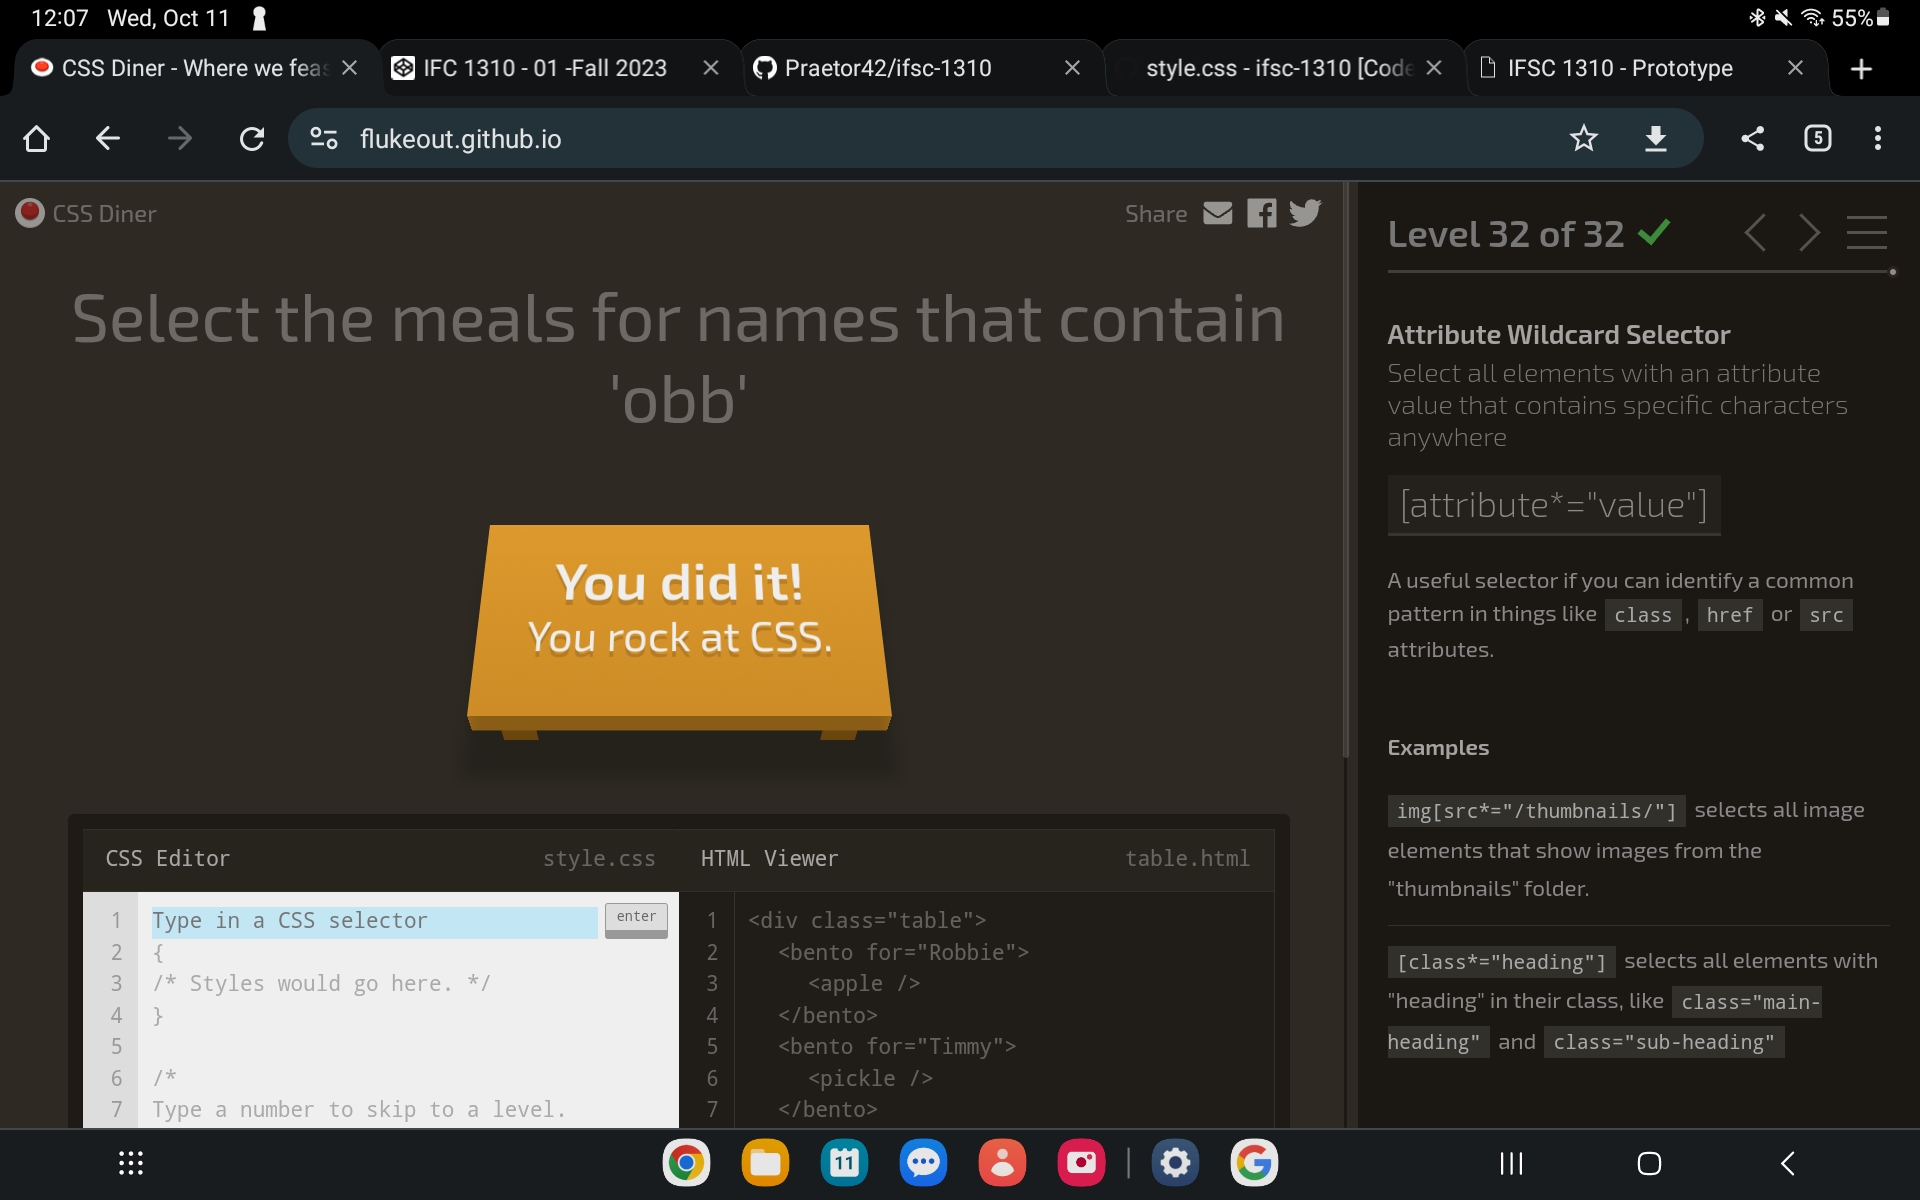 12:07 Wed, Oct 11
55%
CSS Diner - Where we feas
IFC 1310 - 01 -Fall 2023
Praetor42/ifsc-1310
style.css - ifsc-1310 [Code
IFSC 1310 - Prototype
flukeout.github.io
5
CSS Diner
Share
Select the meals for names that contain
'obb'
You did it!
You rock at CSS.
CSS Editor
style.css
1 Type in a CSS selector
enter
2 {
3 /* Styles would go here. */
4 }
5
6 /*
7 Type a number to skip to a level.
HTML Viewer
table.html
1 <div class="table">
2 <bento for="Robbie">
3 <apple />
4 </bento>
5 <bento for="Timmy">
6 <pickle />
7 </bento>
Level 32 of 32
Attribute Wildcard Selector
Select all elements with an attribute
value that contains specific characters
anywhere
[attribute*="value"]
A useful selector if you can identify a common
pattern in things like class, href or src
attributes.
Examples
img[src*="/thumbnails/"] selects all image
elements that show images from the
"thumbnails" folder.
[class*="heading"] selects all elements with
"heading" in their class, like class="main-
heading" and class="sub-heading"
11